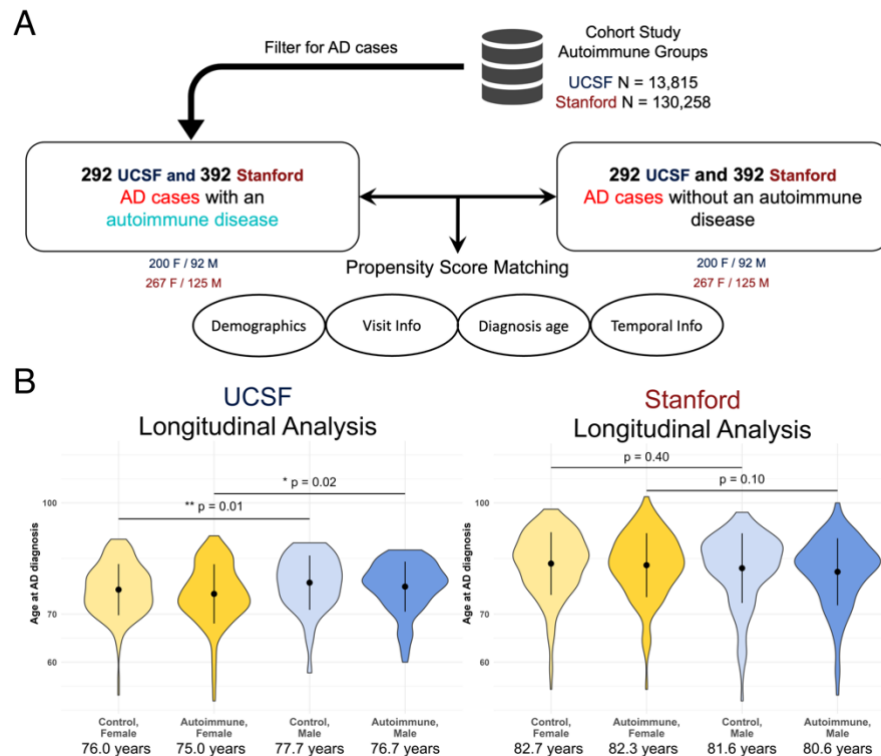 A
Filter for AD cases
Cohort Study
Autoimmune Groups
UCSF N = 13,815
Stanford N = 130,258
292 UCSF and 392 Stanford
AD cases with an
autoimmune disease
292 UCSF and 392 Stanford
AD cases without an autoimmune
disease
200 F / 92 M
267 F / 125 M
Propensity Score Matching
200 F / 92 M
267 F / 125 M
Demographics
Visit Info
Diagnosis age
Temporal Info
B
UCSF
Longitudinal Analysis
* p = 0.02
** p = 0.01
Age at AD diagnosis
100
70
60
Control,
Female
76.0 years
Autoimmune,
Female
75.0 years
Control,
Male
77.7 years
Autoimmune,
Male
76.7 years
Stanford
Longitudinal Analysis
p = 0.40
p = 0.10
Age at AD diagnosis
100
70
60
Control,
Female
82.7 years
Autoimmune,
Female
82.3 years
Control,
Male
81.6 years
Autoimmune,
Male
80.6 years